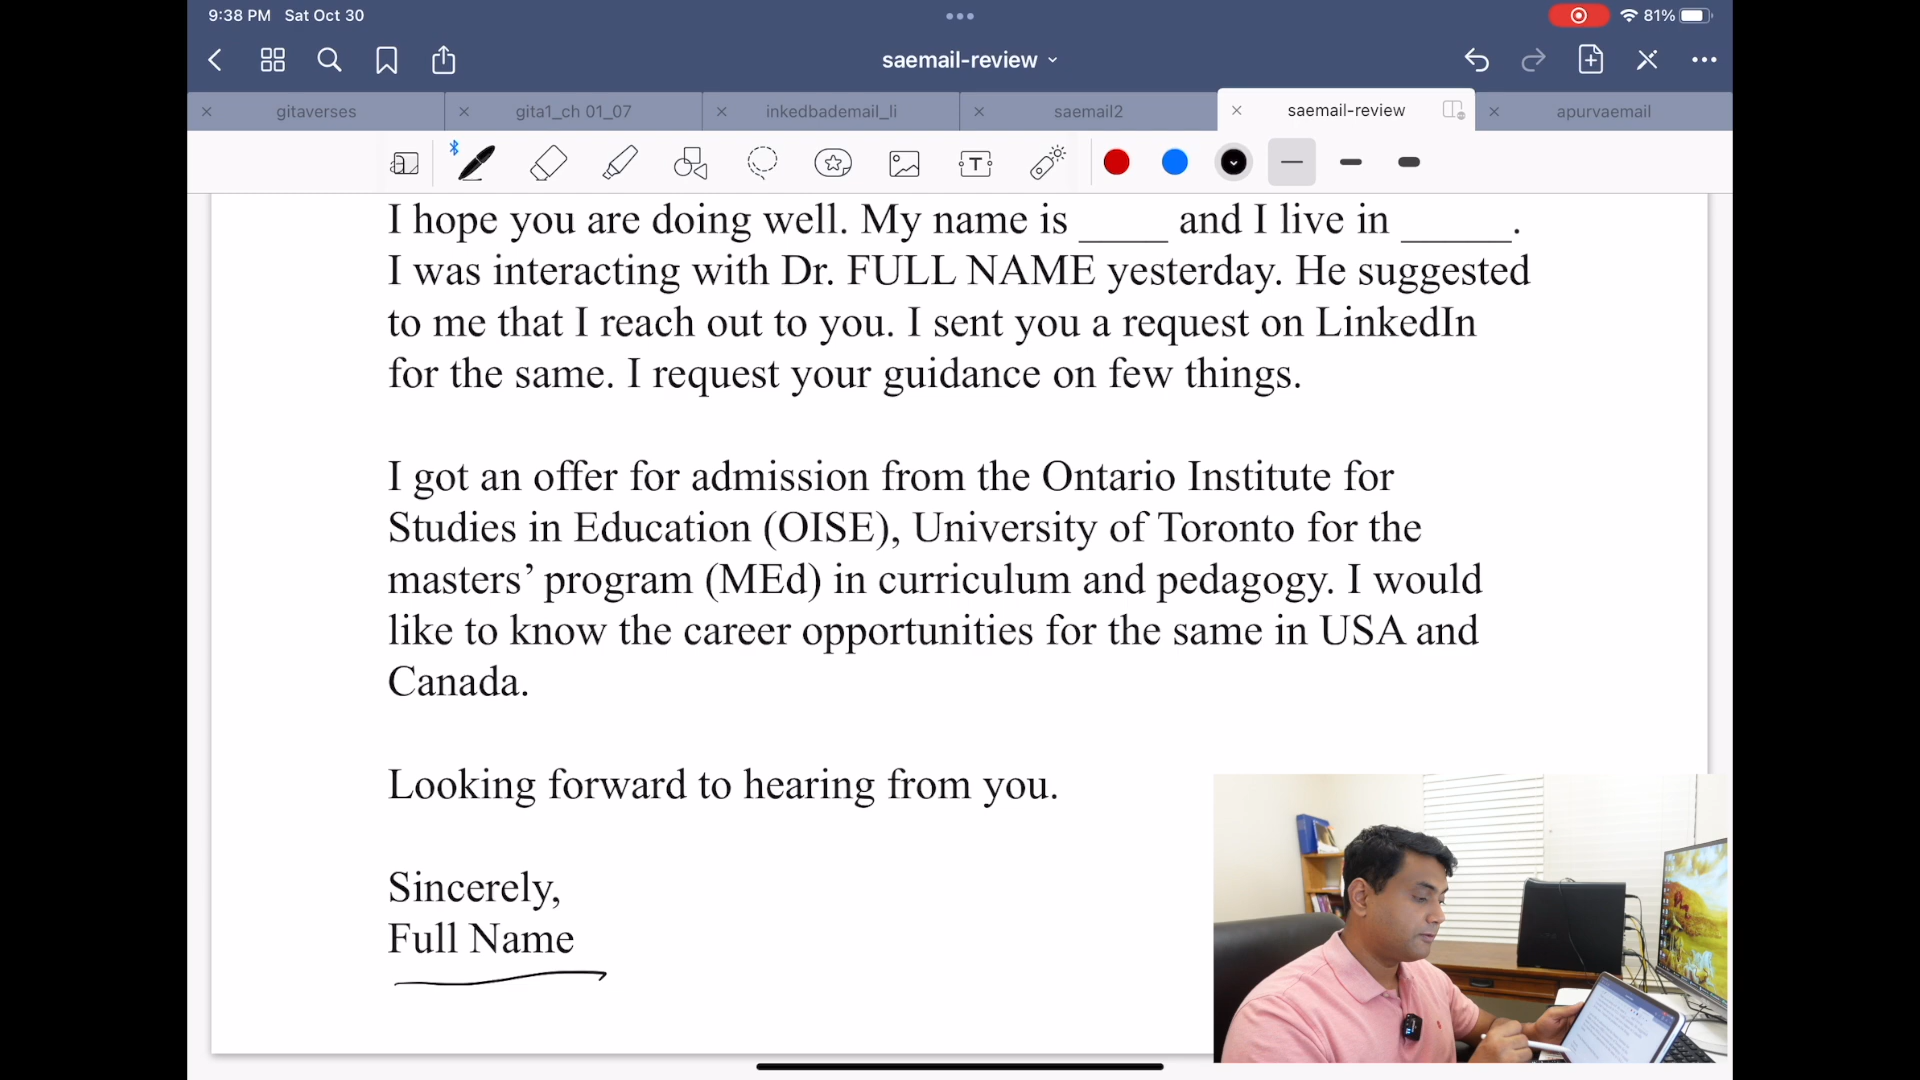 9:38 PM Sat Oct 30
81%
saemail-review
gitaverses
gita1_ch 01_07
inkedbademail_li
saemail2
saemail-review
apurvaemail
I hope you are doing well. My name is ____ and I live in _____.
I was interacting with Dr. FULL NAME yesterday. He suggested
to me that I reach out to you. I sent you a request on LinkedIn
for the same. I request your guidance on few things.
I got an offer for admission from the Ontario Institute for
Studies in Education (OISE), University of Toronto for the
masters’ program (MEd) in curriculum and pedagogy. I would
like to know the career opportunities for the same in USA and
Canada.
Looking forward to hearing from you.
Sincerely,
Full Name